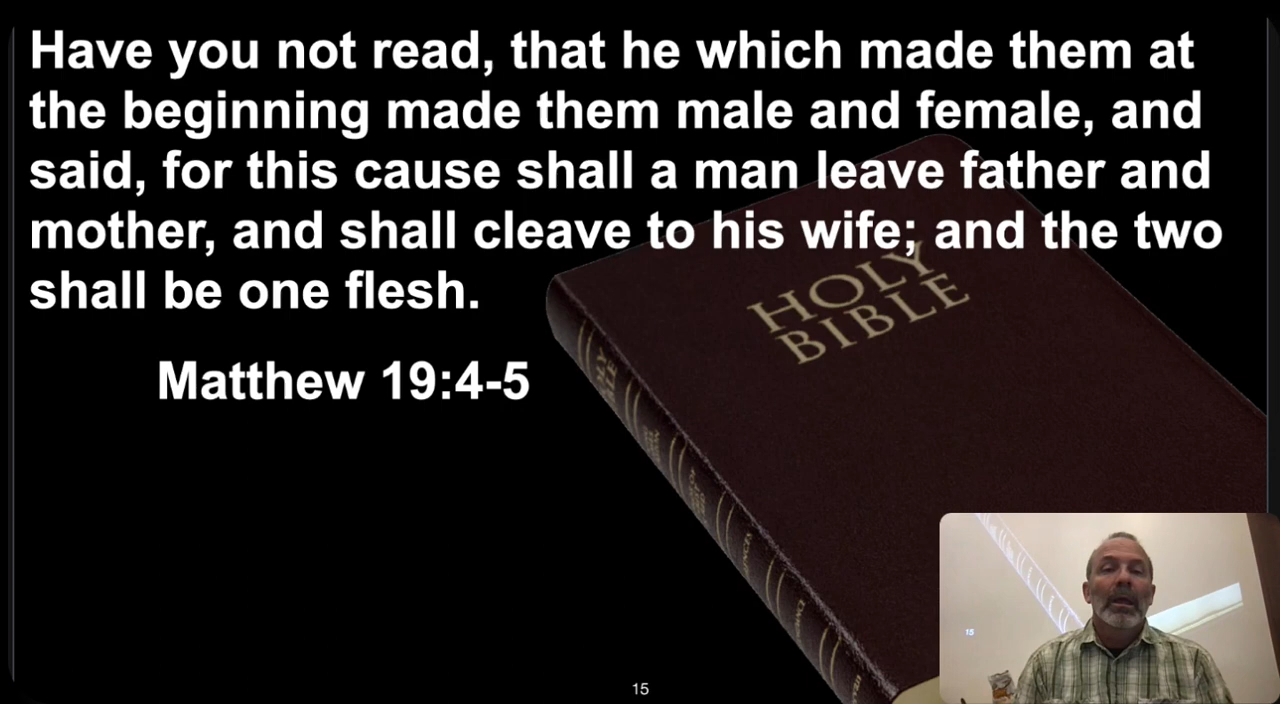 Have you not read, that he which made them at
the beginning made them male and female, and
said, for this cause shall a man leave father and
mother, and shall cleave to his wife; and the two
shall be one flesh.
Matthew 19:4-5
HOLY
BIBLE
15
15